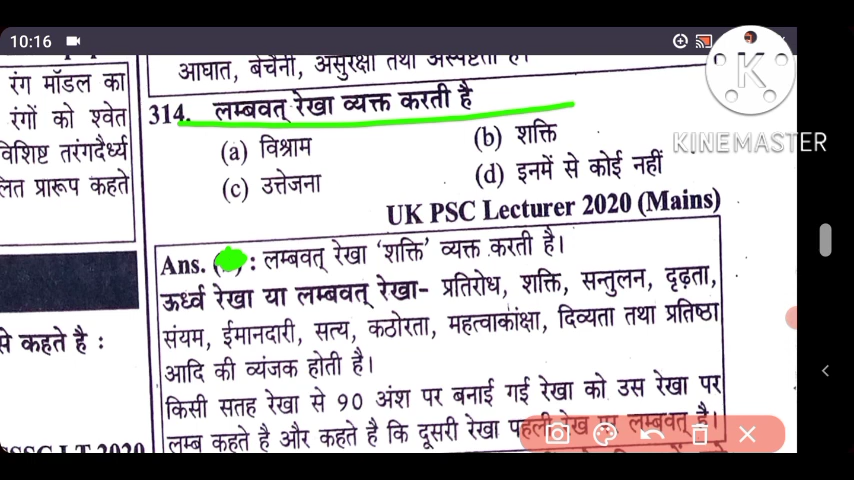 10:16
रंग मॉडल का
रंगों को श्वेत
विशिष्ट तरंगदैर्ध्य
प्रारूप कहते
से कहते है :
आघात, बेचैनी, असुरक्षा तथा अस्पष्टता
314. लम्बवत् रेखा व्यक्त करती है
(a) विश्राम
(b) शक्ति
(c) उत्तेजना
(d) इनमें से कोई नहीं
UK PSC Lecturer 2020 (Mains)
Ans. : लम्बवत् रेखा 'शक्ति' व्यक्त करती है।
ऊर्ध्व रेखा या लम्बवत् रेखा- प्रतिरोध, शक्ति, सन्तुलन, दृढ़ता,
संयम, ईमानदारी, सत्य, कठोरता, महत्वाकांक्षा, दिव्यता तथा प्रतिष्ठा
आदि की व्यंजक होती है।
किसी सतह रेखा से 90 अंश पर बनाई गई रेखा को उस रेखा पर
लम्ब कहते है और कहते है कि दूसरी रेखा पहली रेख पर लम्बवत् है।
K
KINEMASTER